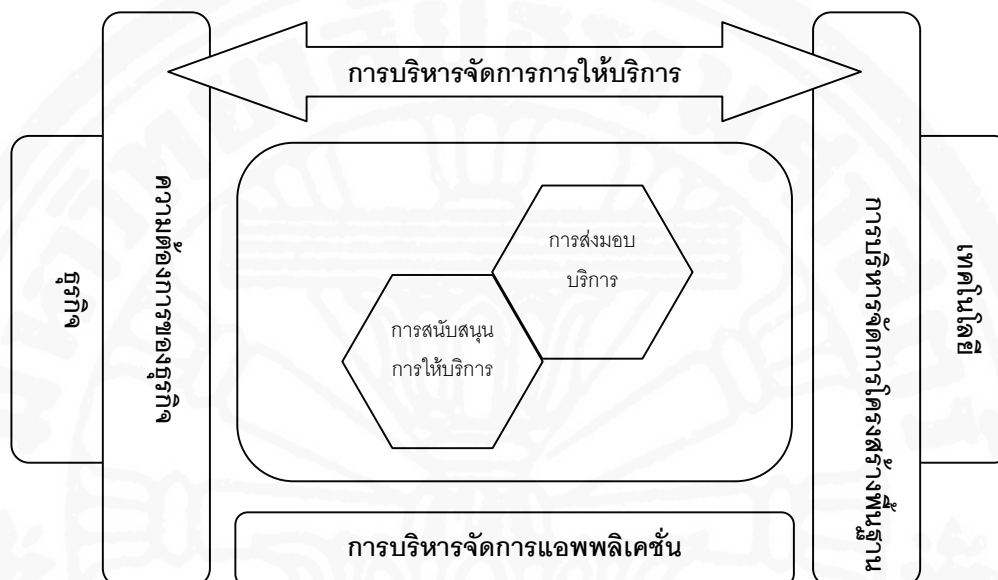 การบริหารจัดการการให้บริการ
ธุรกิจ
ความต้องการของธุรกิจ
การส่งมอบ
บริการ
การสนับสนุน
การให้บริการ
การบริหารจัดการโครงสร้างพื้นฐาน
เทคโนโลยี
การบริหารจัดการแอพพลิเคชั่น